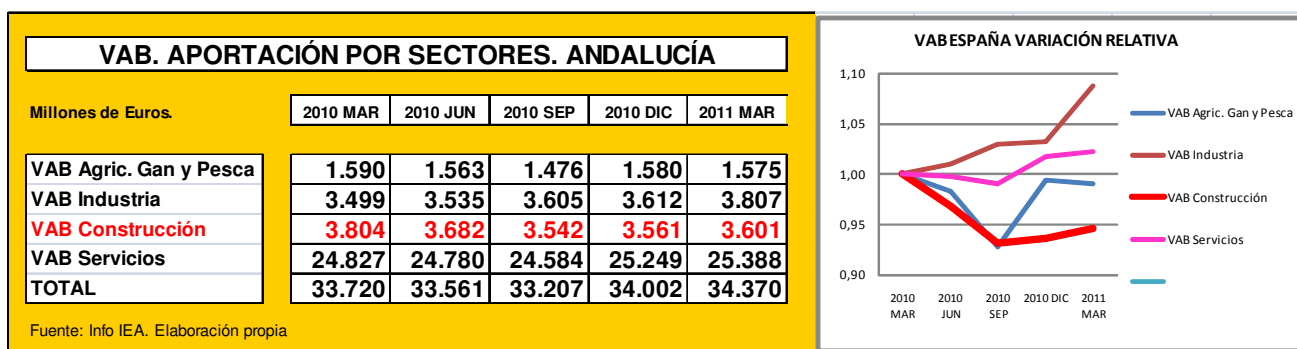 VAB. APORTACIÓN POR SECTORES. ANDALUCÍA
Millones de Euros. 2010 MAR 2010 JUN 2010 SEP 2010 DIC 2011 MAR
VAB Agric. Gan y Pesca 1.590 1.563 1.476 1.580 1.575
VAB Industria 3.499 3.535 3.605 3.612 3.807
VAB Construcción 3.804 3.682 3.542 3.561 3.601
VAB Servicios 24.827 24.780 24.584 25.249 25.388
TOTAL 33.720 33.561 33.207 34.002 34.370
Fuente: Info IEA. Elaboración propia
VAB ESPAÑA VARIACIÓN RELATIVA
1,10
1,05
1,00
0,95
0,90
2010 MAR
2010 JUN
2010 SEP
2010 DIC
2011 MAR
VAB Agric. Gan y Pesca
VAB Industria
VAB Construcción
VAB Servicios